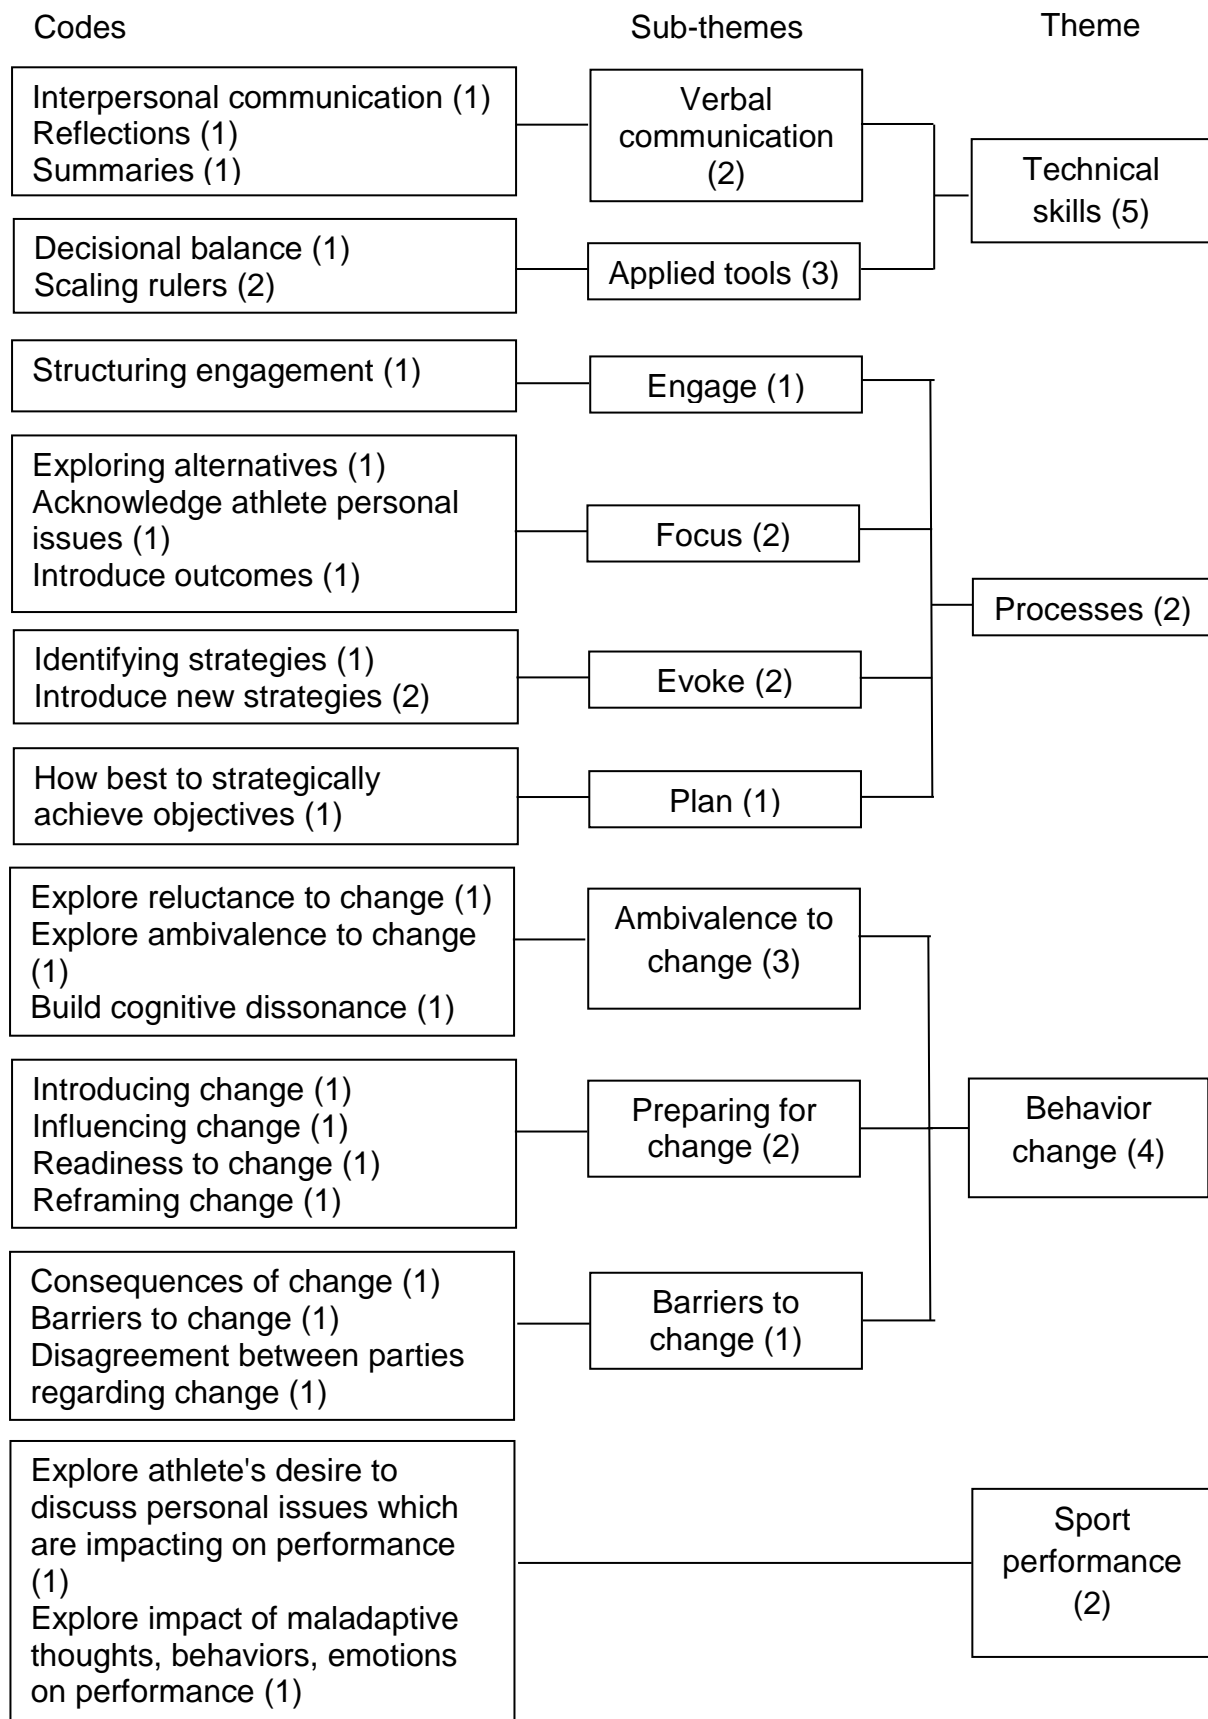 Codes
Sub-themes
Theme
Interpersonal communication (1)
Reflections (1)
Summaries (1)
Verbal
communication
(2)
Decisional balance (1)
Scaling rulers (2)
Applied tools (3)
Technical
skills (5)
Structuring engagement (1)
Engage (1)
Exploring alternatives (1)
Acknowledge athlete personal
issues (1)
Introduce outcomes (1)
Focus (2)
Identifying strategies (1)
Introduce new strategies (2)
Evoke (2)
How best to strategically
achieve objectives (1)
Plan (1)
Processes (2)
Explore reluctance to change (1)
Explore ambivalence to change
(1)
Build cognitive dissonance (1)
Ambivalence to
change (3)
Introducing change (1)
Influencing change (1)
Readiness to change (1)
Reframing change (1)
Preparing for
change (2)
Consequences of change (1)
Barriers to change (1)
Disagreement between parties
regarding change (1)
Barriers to
change (1)
Behavior
change (4)
Explore athlete's desire to
discuss personal issues which
are impacting on performance
(1)
Explore impact of maladaptive
thoughts, behaviors, emotions
on performance (1)
Sport
performance
(2)